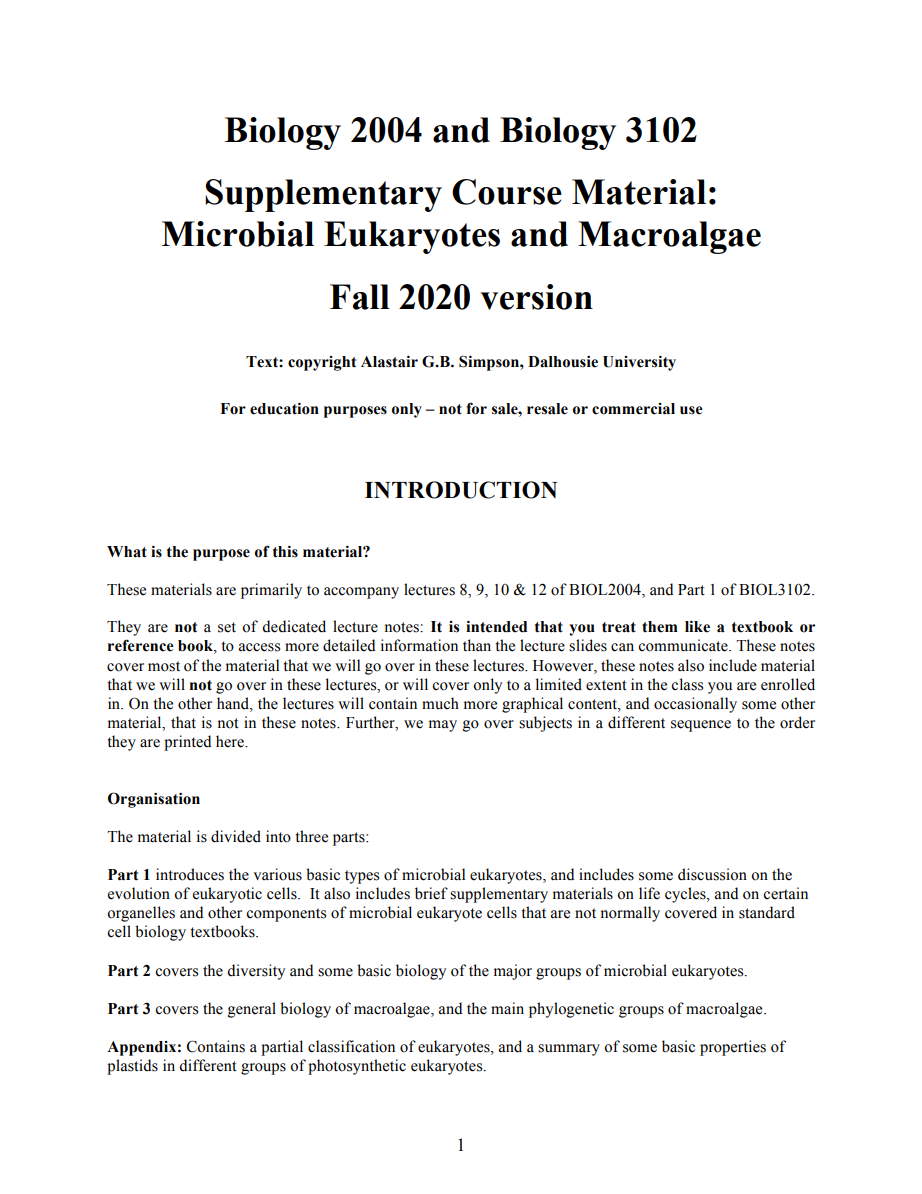 Biology 2004 and Biology 3102
Supplementary Course Material:
Microbial Eukaryotes and Macroalgae
Fall 2020 version
Text: copyright Alastair G.B. Simpson, Dalhousie University
For education purposes only – not for sale, resale or commercial use
INTRODUCTION
What is the purpose of this material?
These materials are primarily to accompany lectures 8, 9, 10 & 12 of BIOL2004, and Part 1 of BIOL3102.
They are not a set of dedicated lecture notes: It is intended that you treat them like a textbook or
reference book, to access more detailed information than the lecture slides can communicate. These notes
cover most of the material that we will go over in these lectures. However, these notes also include material
that we will not go over in these lectures, or will cover only to a limited extent in the class you are enrolled
in. On the other hand, the lectures will contain much more graphical content, and occasionally some other
material, that is not in these notes. Further, we may go over subjects in a different sequence to the order
they are printed here.
Organisation
The material is divided into three parts:
Part 1 introduces the various basic types of microbial eukaryotes, and includes some discussion on the
evolution of eukaryotic cells. It also includes brief supplementary materials on life cycles, and on certain
organelles and other components of microbial eukaryote cells that are not normally covered in standard
cell biology textbooks.
Part 2 covers the diversity and some basic biology of the major groups of microbial eukaryotes.
Part 3 covers the general biology of macroalgae, and the main phylogenetic groups of macroalgae.
Appendix: Contains a partial classification of eukaryotes, and a summary of some basic properties of
plastids in different groups of photosynthetic eukaryotes.
1